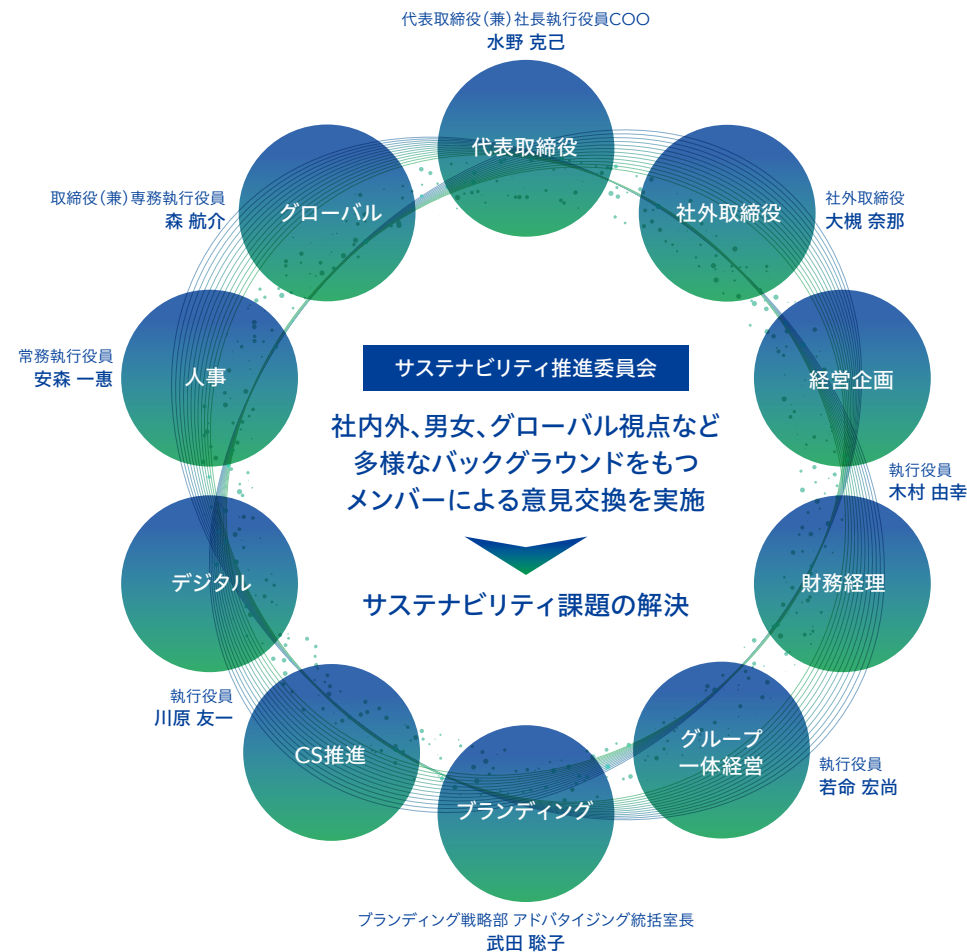 代表取締役（兼）社長執行役員COO
水野 克己
代表取締役
社外取締役
大槻 奈那
社外取締役
経営企画
執行役員
木村 由幸
財務経理
執行役員
若命 宏尚
グループ
一体経営
ブランディング
ブランディング戦略部 アドバタイジング統括室長
武田 聡子
CS推進
執行役員
川原 友一
デジタル
常務執行役員
安森 一惠
人事
取締役（兼）専務執行役員
森 航介
グローバル
サステナビリティ推進委員会
社内外、男女、グローバル視点など
多様なバックグラウンドをもつ
メンバーによる意見交換を実施
サステナビリティ課題の解決